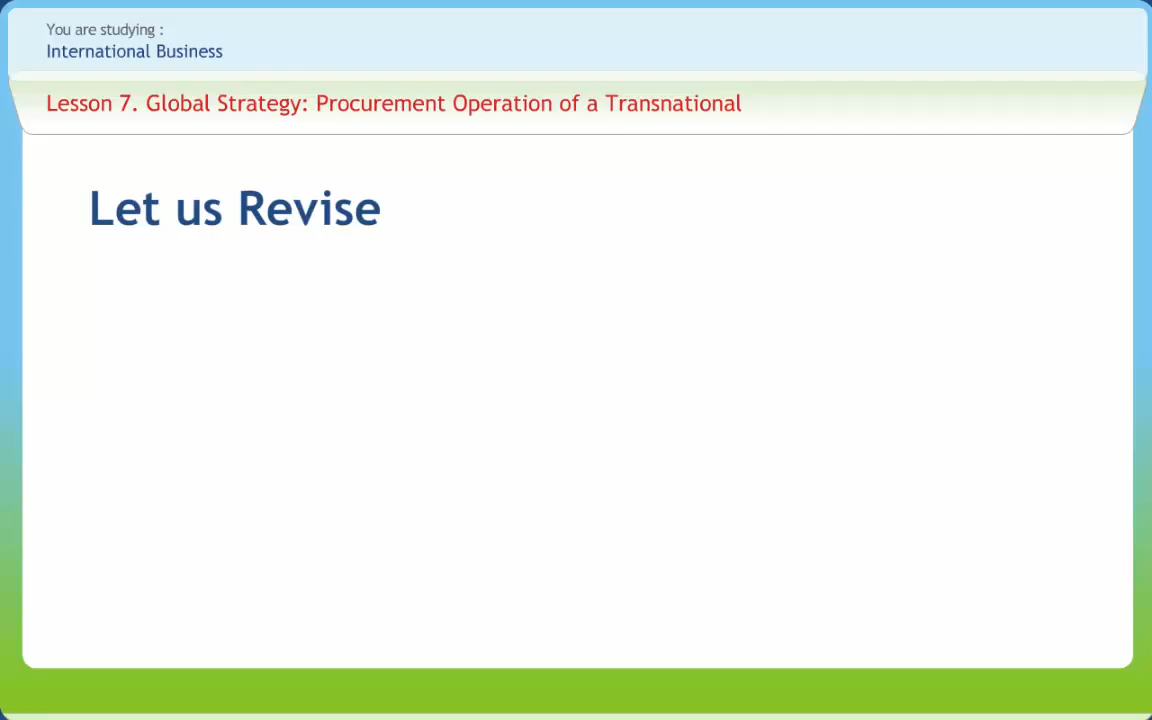 You are studying :
International Business
Lesson 7. Global Strategy: Procurement Operation of a Transnational
Let us Revise